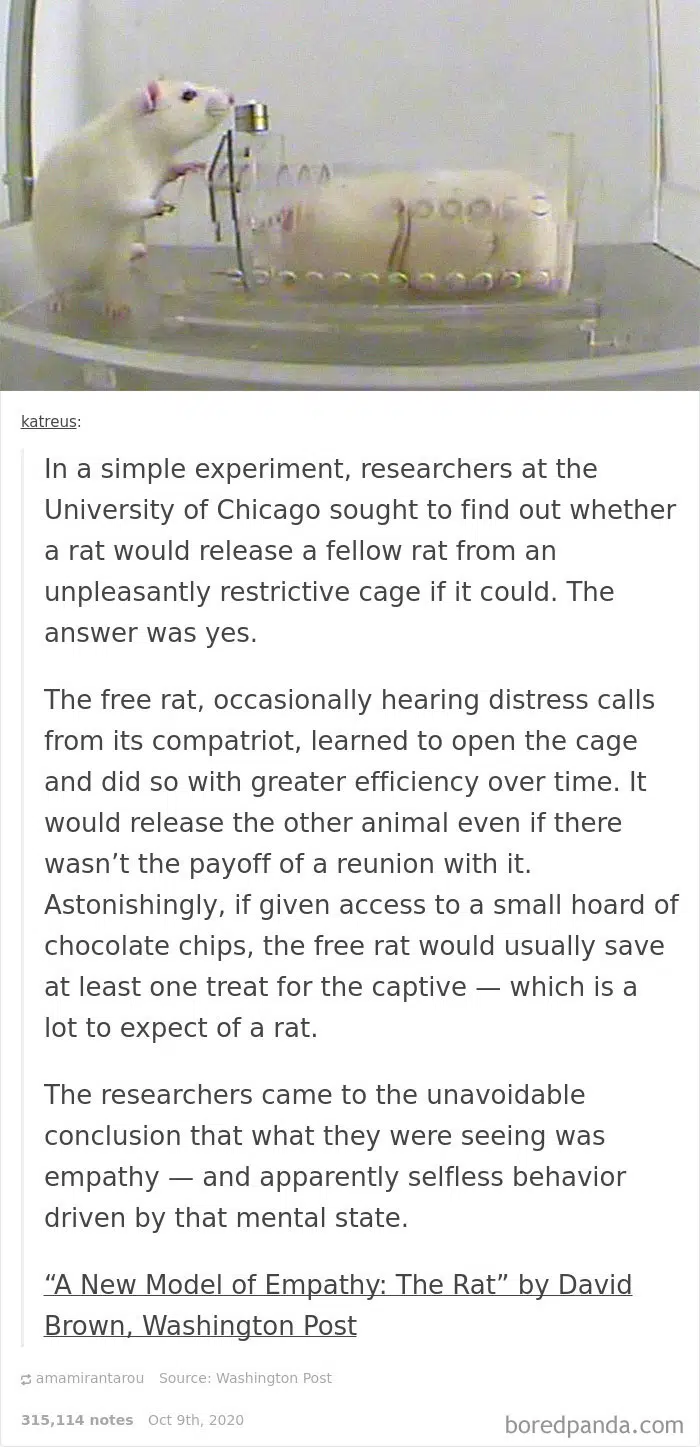 katreus:
In a simple experiment, researchers at the
University of Chicago sought to find out whether
a rat would release a fellow rat from an
unpleasantly restrictive cage if it could. The
answer was yes.
The free rat, occasionally hearing distress calls
from its compatriot, learned to open the cage
and did so with greater efficiency over time. It
would release the other animal even if there
wasn’t the payoff of a reunion with it.
Astonishingly, if given access to a small hoard of
chocolate chips, the free rat would usually save
at least one treat for the captive — which is a
lot to expect of a rat.
The researchers came to the unavoidable
conclusion that what they were seeing was
empathy — and apparently selfless behavior
driven by that mental state.
“A New Model of Empathy: The Rat” by David
Brown, Washington Post
amamirantarou Source: Washington Post
315,114 notes Oct 9th, 2020
boredpanda.com